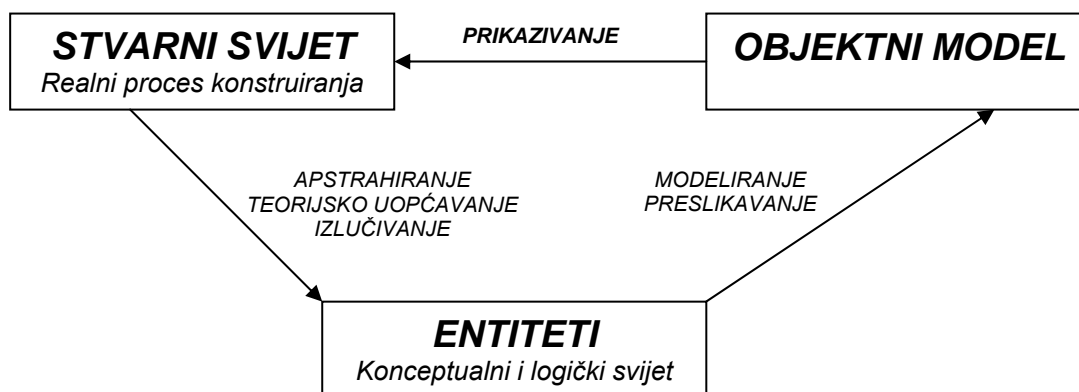 STVARNI SVIJET
Realni proces konstruiranja
PRIKAZIVANJE
OBJEKTNI MODEL
APSTRAHIRANJE
TEORIJSKO UOPĆAVANJE
IZLUČIVANJE
MODELIRANJE
PRESLIKAVANJE
ENTITETI
Konceptualni i logički svijet